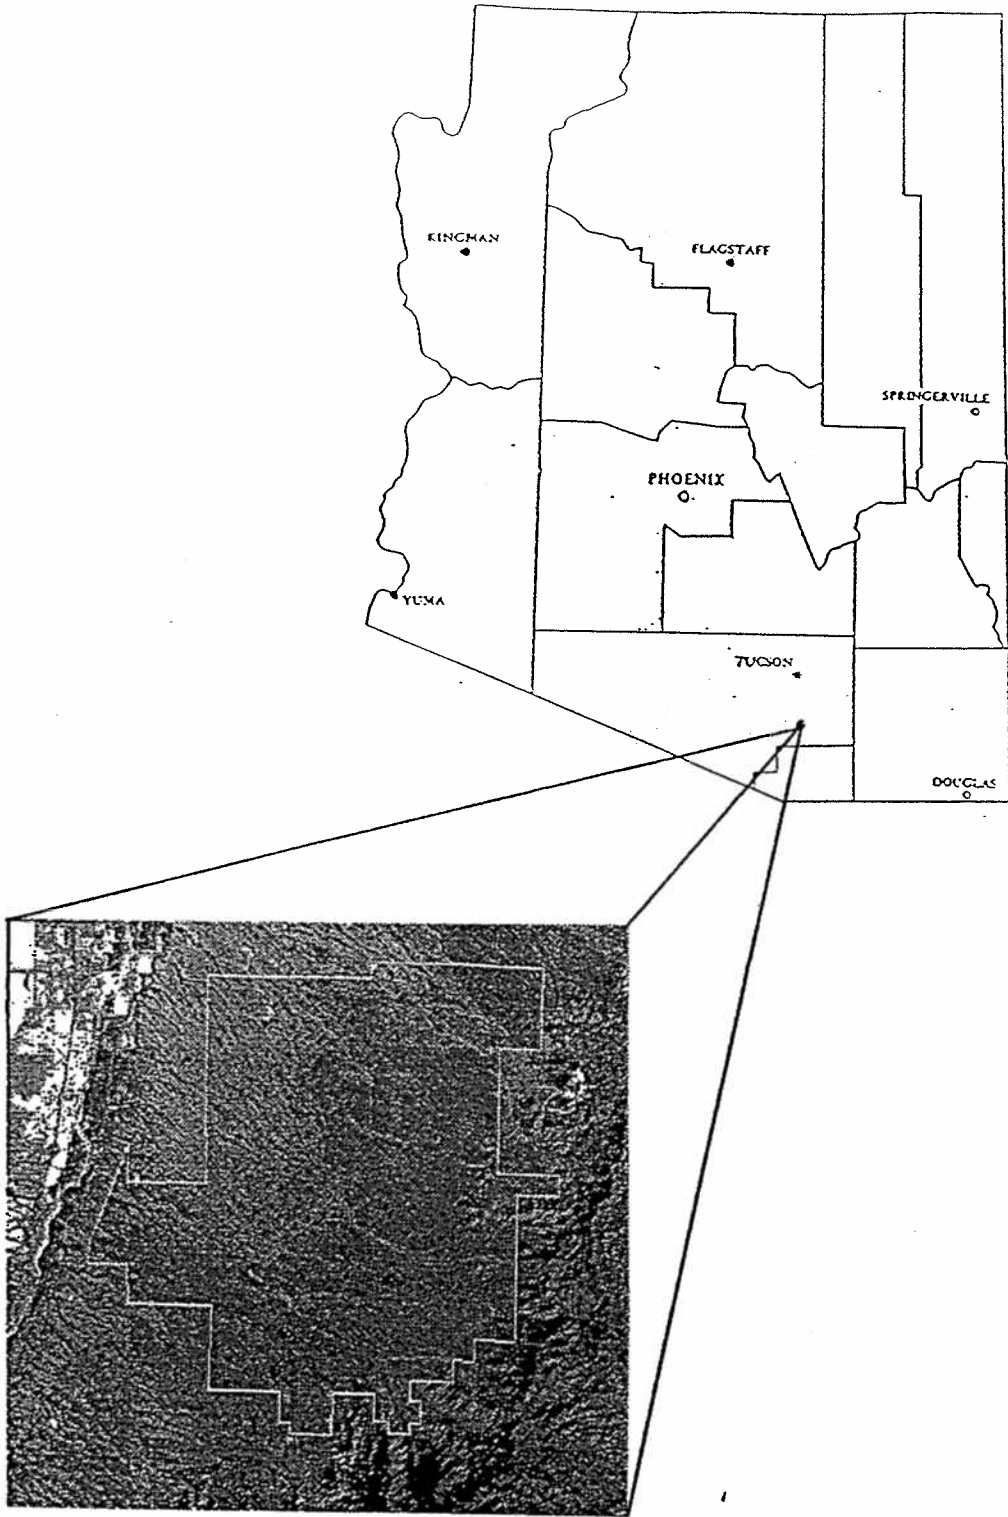 KINGMAN
FLAGSTAFF
SPRINGERVILLE
PHOENIX
YUMA
TUCSON
DOUGLAS